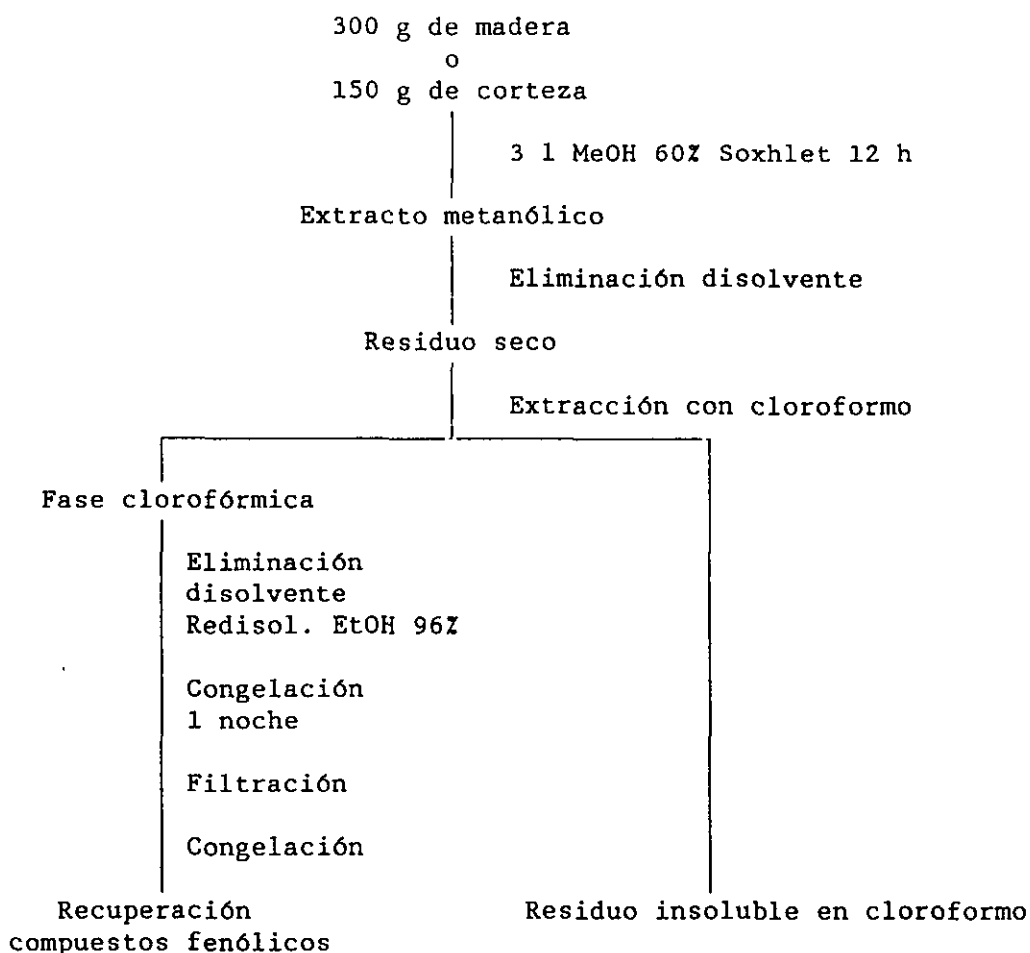 300 g de madera
o
150 g de corteza
3 l MeOH 60% Soxhlet 12 h
Extracto metanólico
Eliminación disolvente
Residuo seco
Extracción con cloroformo
Fase clorofórmica
Eliminación
disolvente
Redisol. EtOH 96%
Congelación
1 noche
Filtración
Congelación
Recuperación
compuestos fenólicos
Residuo insoluble en cloroformo